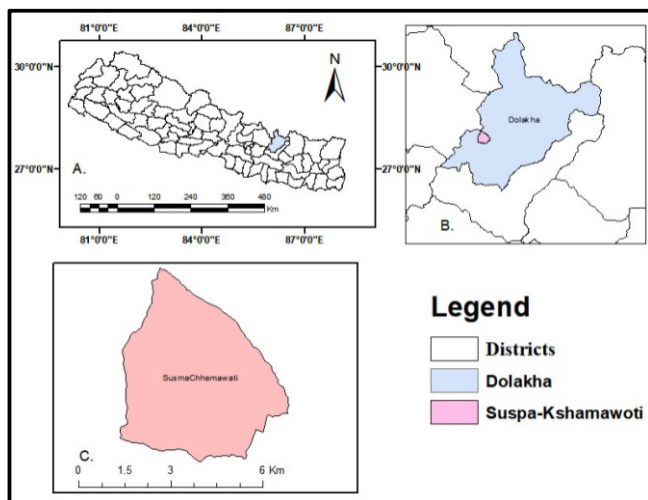 81°0'0"E 84°0'0"E 87°0'0"E
30°0'0"N
27°0'0"N
N
A.
120 60 0 120 240 360 480
Km
81°0'0"E 84°0'0"E 87°0'0"E
30°0'0"N
27°0'0"N
Dolakha
B.
SusmaChhemawati
C.
0 1.5 3 6 Km
Legend
Districts
Dolakha
Suspa-Kshamawoti